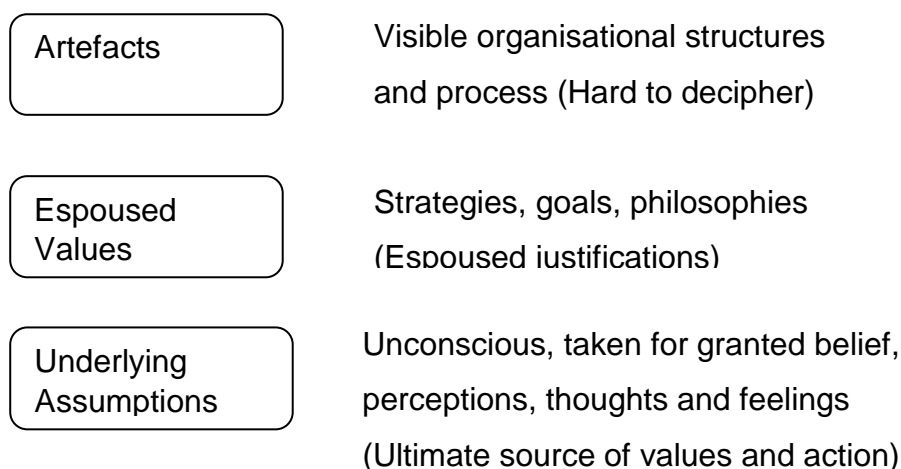 Artefacts
Visible organisational structures
and process (Hard to decipher)
Espoused
Values
Strategies, goals, philosophies
(Espoused justifications)
Underlying
Assumptions
Unconscious, taken for granted belief,
perceptions, thoughts and feelings
(Ultimate source of values and action)